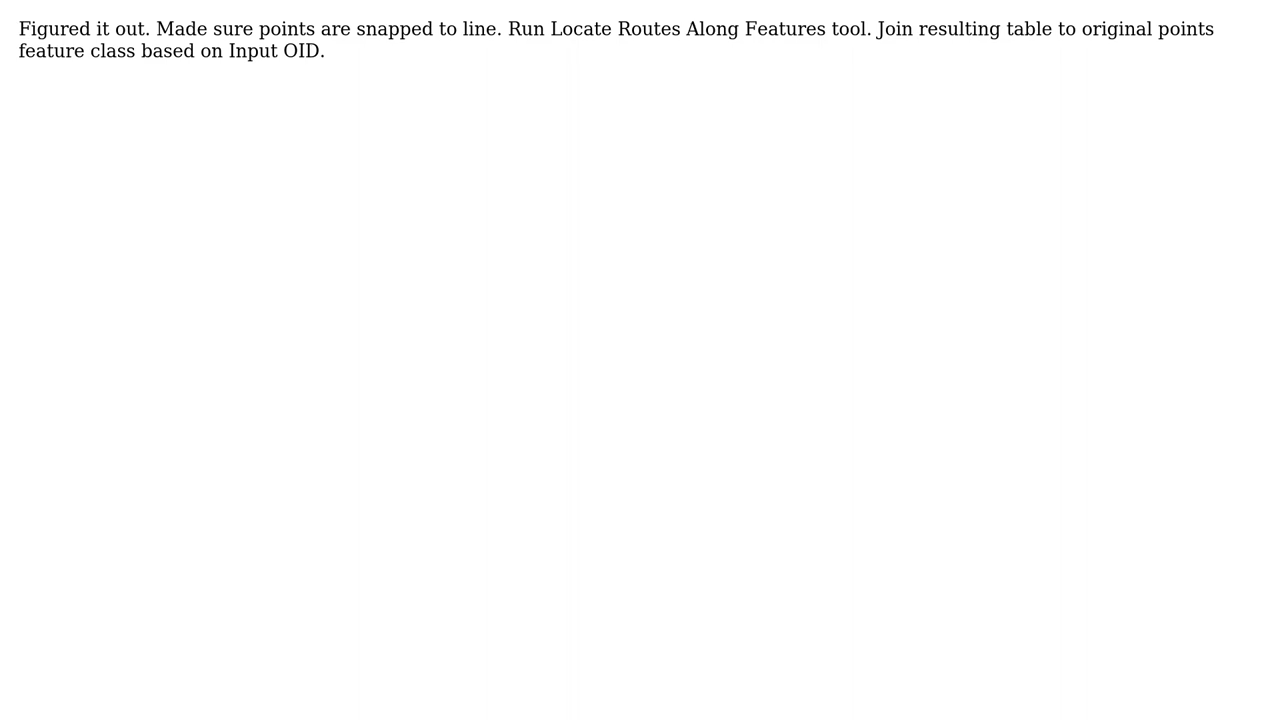 Figured it out. Made sure points are snapped to line. Run Locate Routes Along Features tool. Join resulting table to original points
feature class based on Input OID.